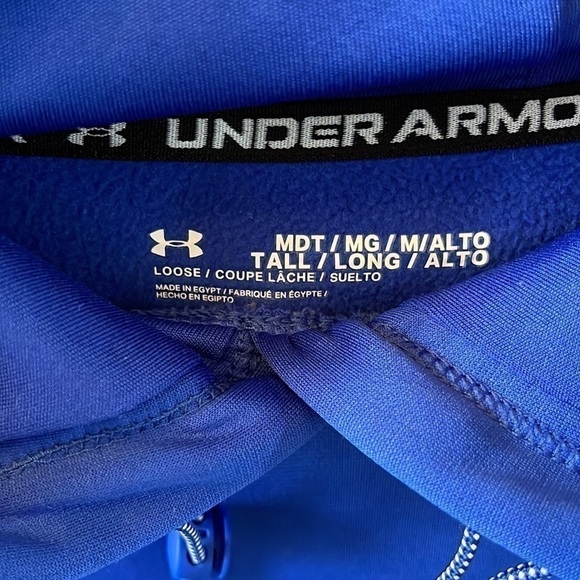 UNDER ARMO
MDT / MG / M/ALTO
TALL / LONG / ALTO
LOOSE / COUPE LÂCHE / SUELTO
MADE IN EGYPT / FABRIQUÉ EN ÉGYPTE /
HECHO EN EGIPTO